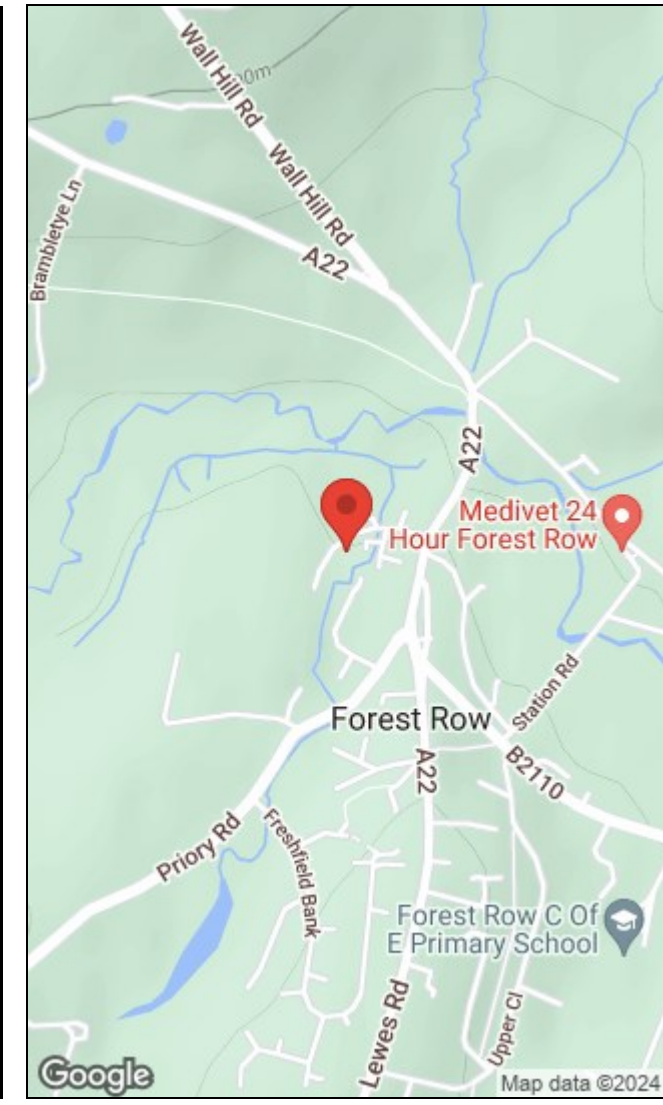 Wall Hill Rd
Wall Hill Rd
A22
Brambletye Ln
A22
Medivet 24
Hour Forest Row
Station Rd
Forest Row
A22
B2110
Priory Rd
Freshfield Bank
Forest Row C Of
E Primary School
Lewes Rd
Upper Cl
Google
Map data ©2024